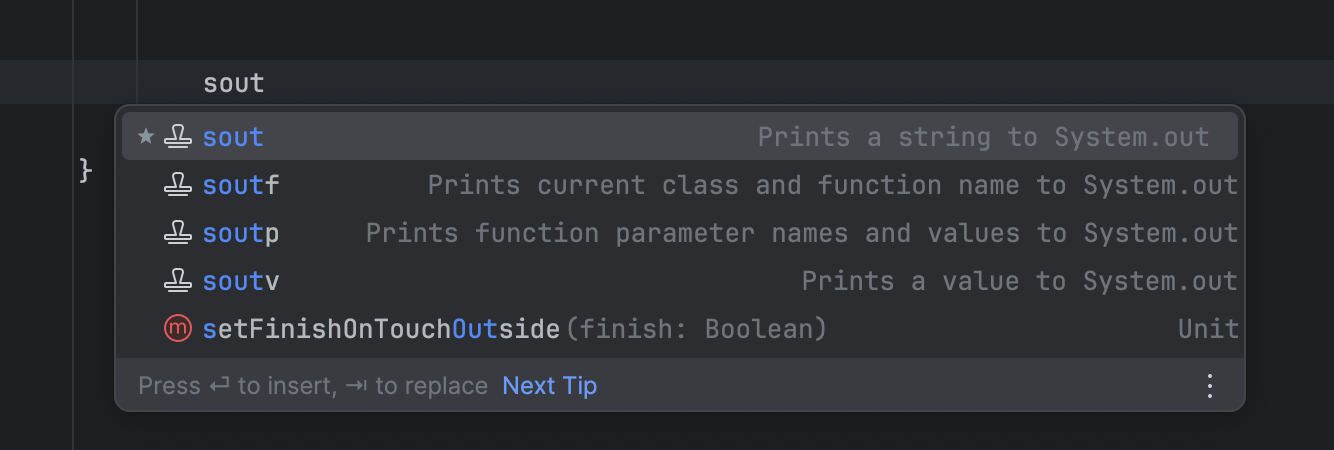 sout
sout Prints a string to System.out
}
soutf Prints current class and function name to System.out
soutp Prints function parameter names and values to System.out
soutv Prints a value to System.out
m setFinishOnTouchOutside(finish: Boolean) Unit
Press ↵ to insert, ⇥ to replace Next Tip